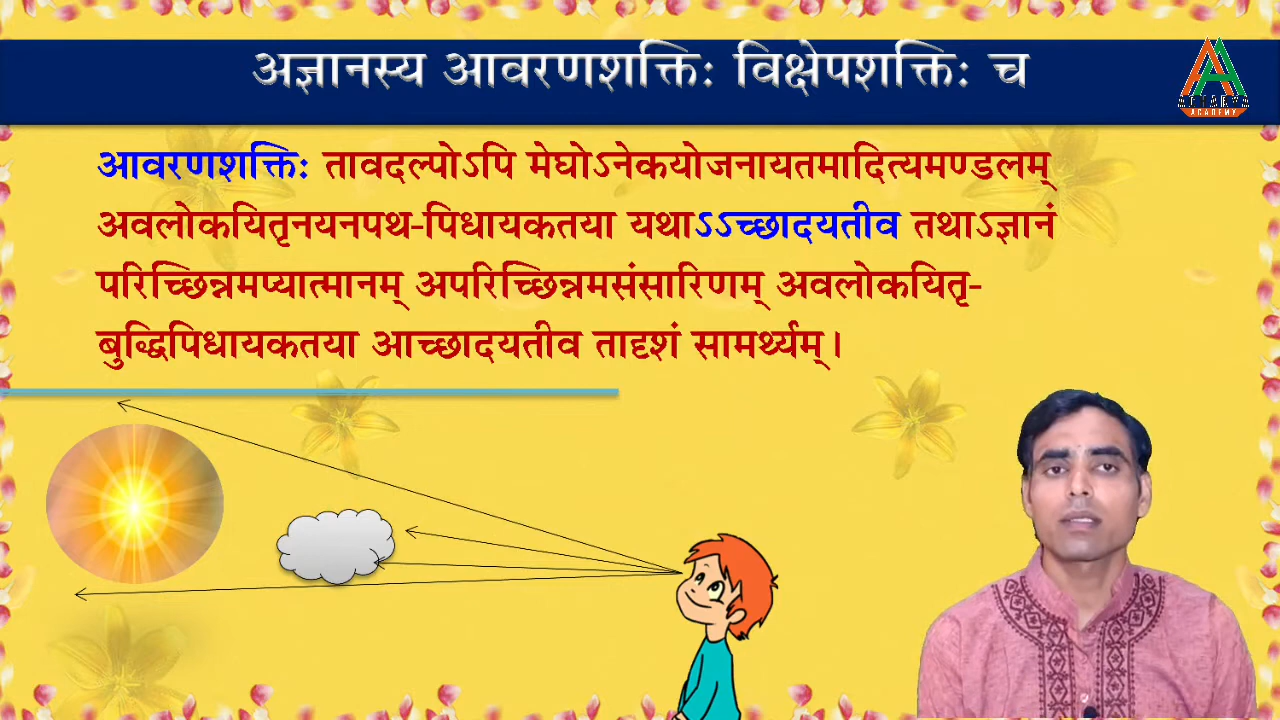 अज्ञानस्य आवरणशक्तिः विक्षेपशक्तिः च
आवरणशक्तिः तावदल्पोऽपि मेघोऽनेकयोजनायतमादित्यमण्डलम्
अवलोकयितृनयनपथ-पिधायकतया यथाऽऽच्छादयतीव तथाऽज्ञानं
परिच्छिन्नमप्यात्मानम् अपरिच्छिन्नमसंसारिणम् अवलोकयितृ-
बुद्धिपिधायकतया आच्छादयतीव तादृशं सामर्थ्यम्।
ACADEMY